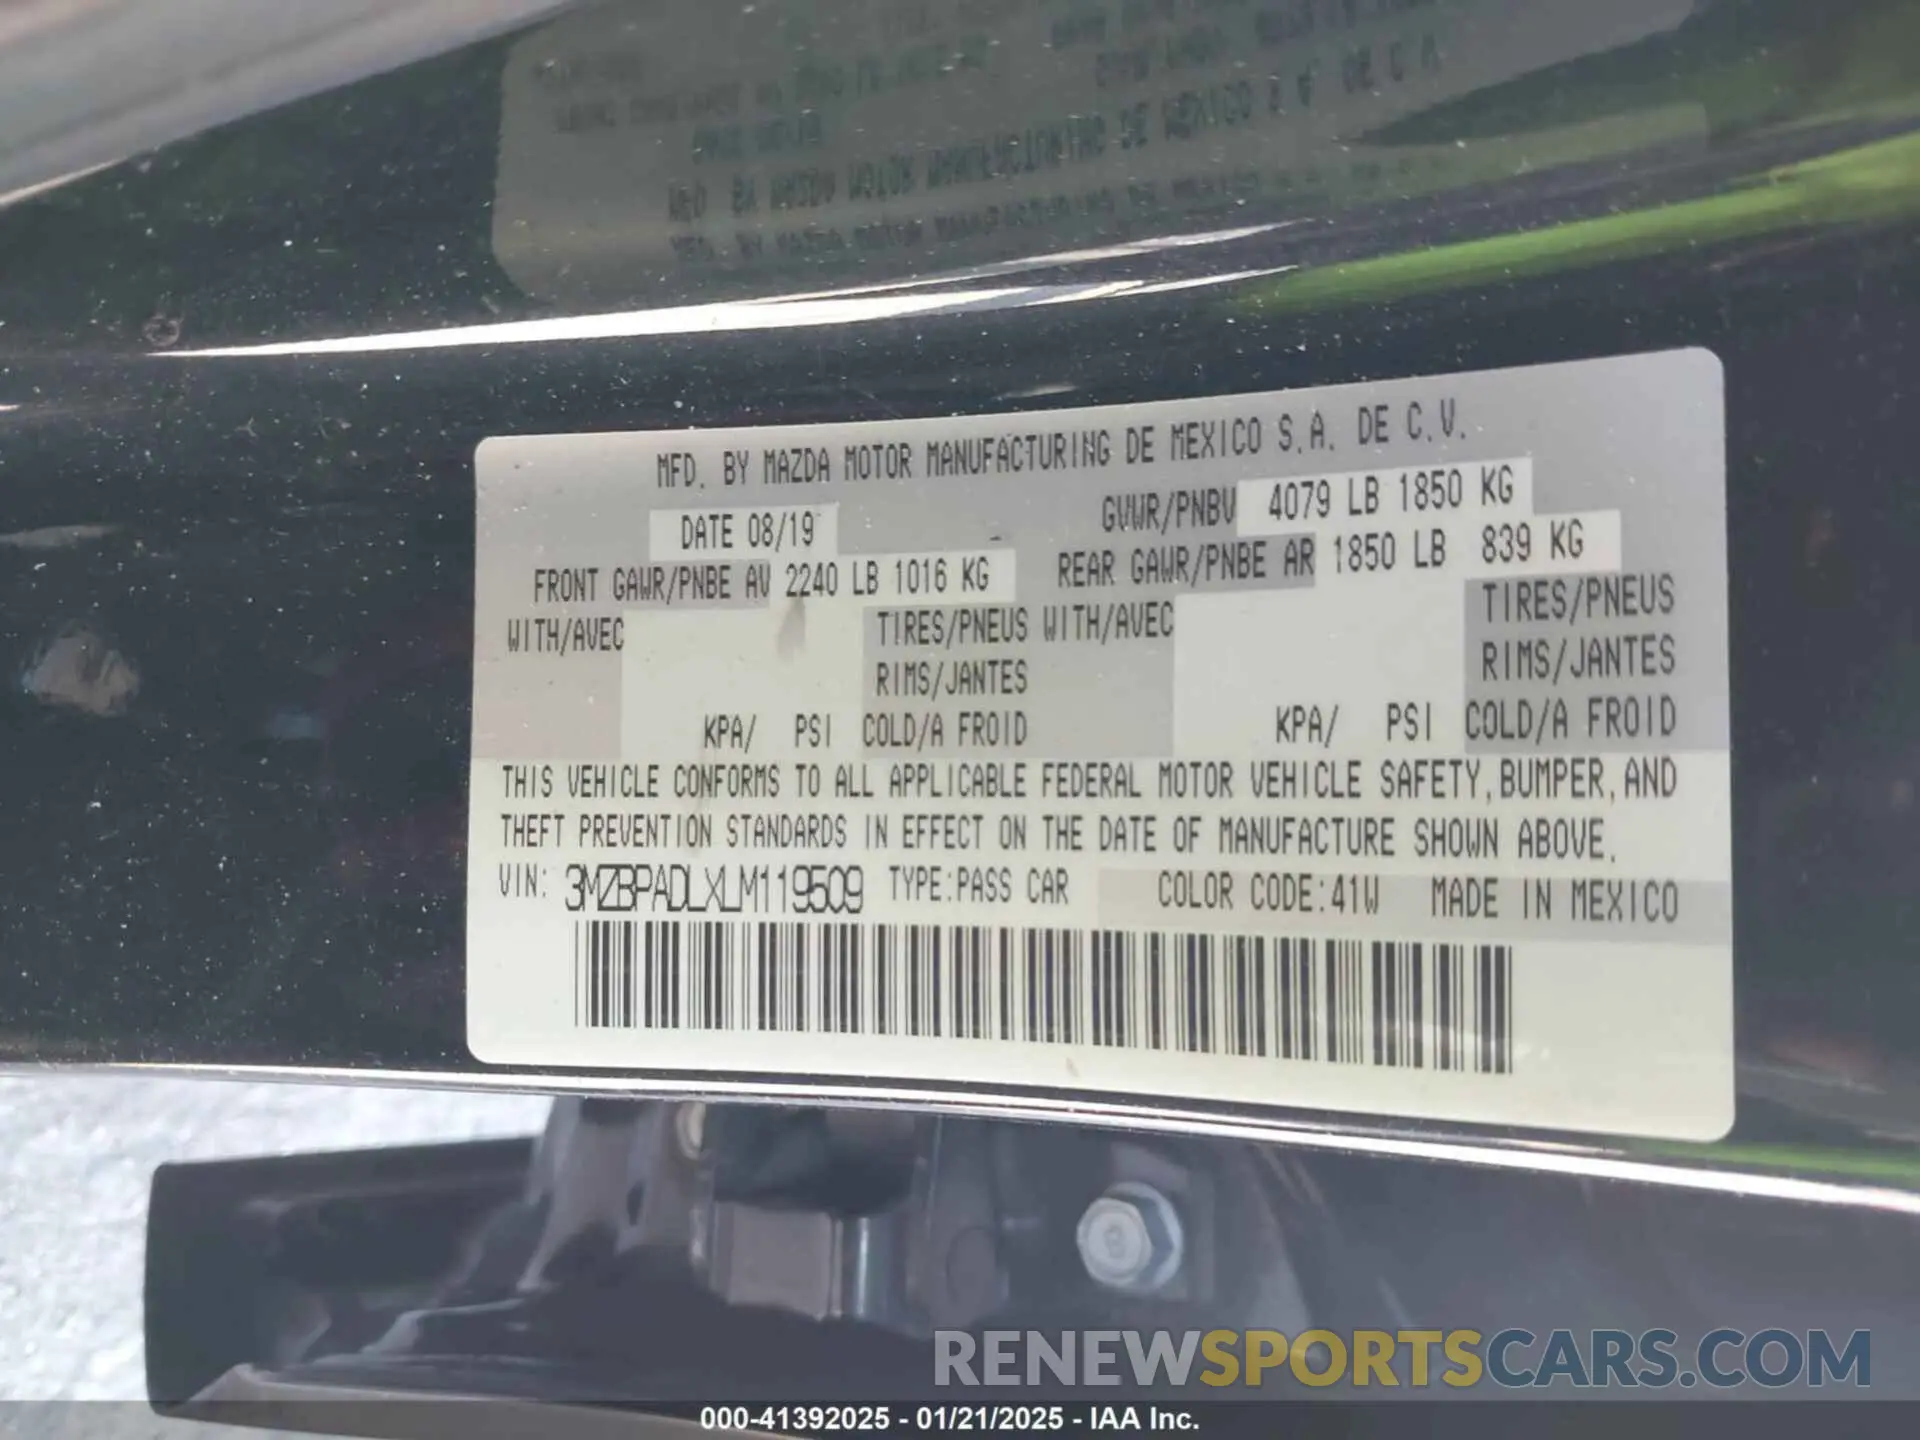 MFD. BY MAZDA MOTOR MANUFACTURING DE MEXICO S.A. DE C.V.
DATE 08/19 GVWR/PNBV 4079 LB 1850 KG
FRONT GAWR/PNBE AV 2240 LB 1016 KG REAR GAWR/PNBE AR 1850 LB 839 KG
WITH/AVEC TIRES/PNEUS WITH/AVEC TIRES/PNEUS
RIMS/JANTES RIMS/JANTES
KPA/ PSI COLD/A FROID KPA/ PSI COLD/A FROID
THIS VEHICLE CONFORMS TO ALL APPLICABLE FEDERAL MOTOR VEHICLE SAFETY, BUMPER, AND
THEFT PREVENTION STANDARDS IN EFFECT ON THE DATE OF MANUFACTURE SHOWN ABOVE.
VIN: 3MZBPADLXLM119509 TYPE:PASS CAR COLOR CODE:41W MADE IN MEXICO
RENEWSPORTSCARS.COM
000-41392025 - 01/21/2025 - IAA Inc.